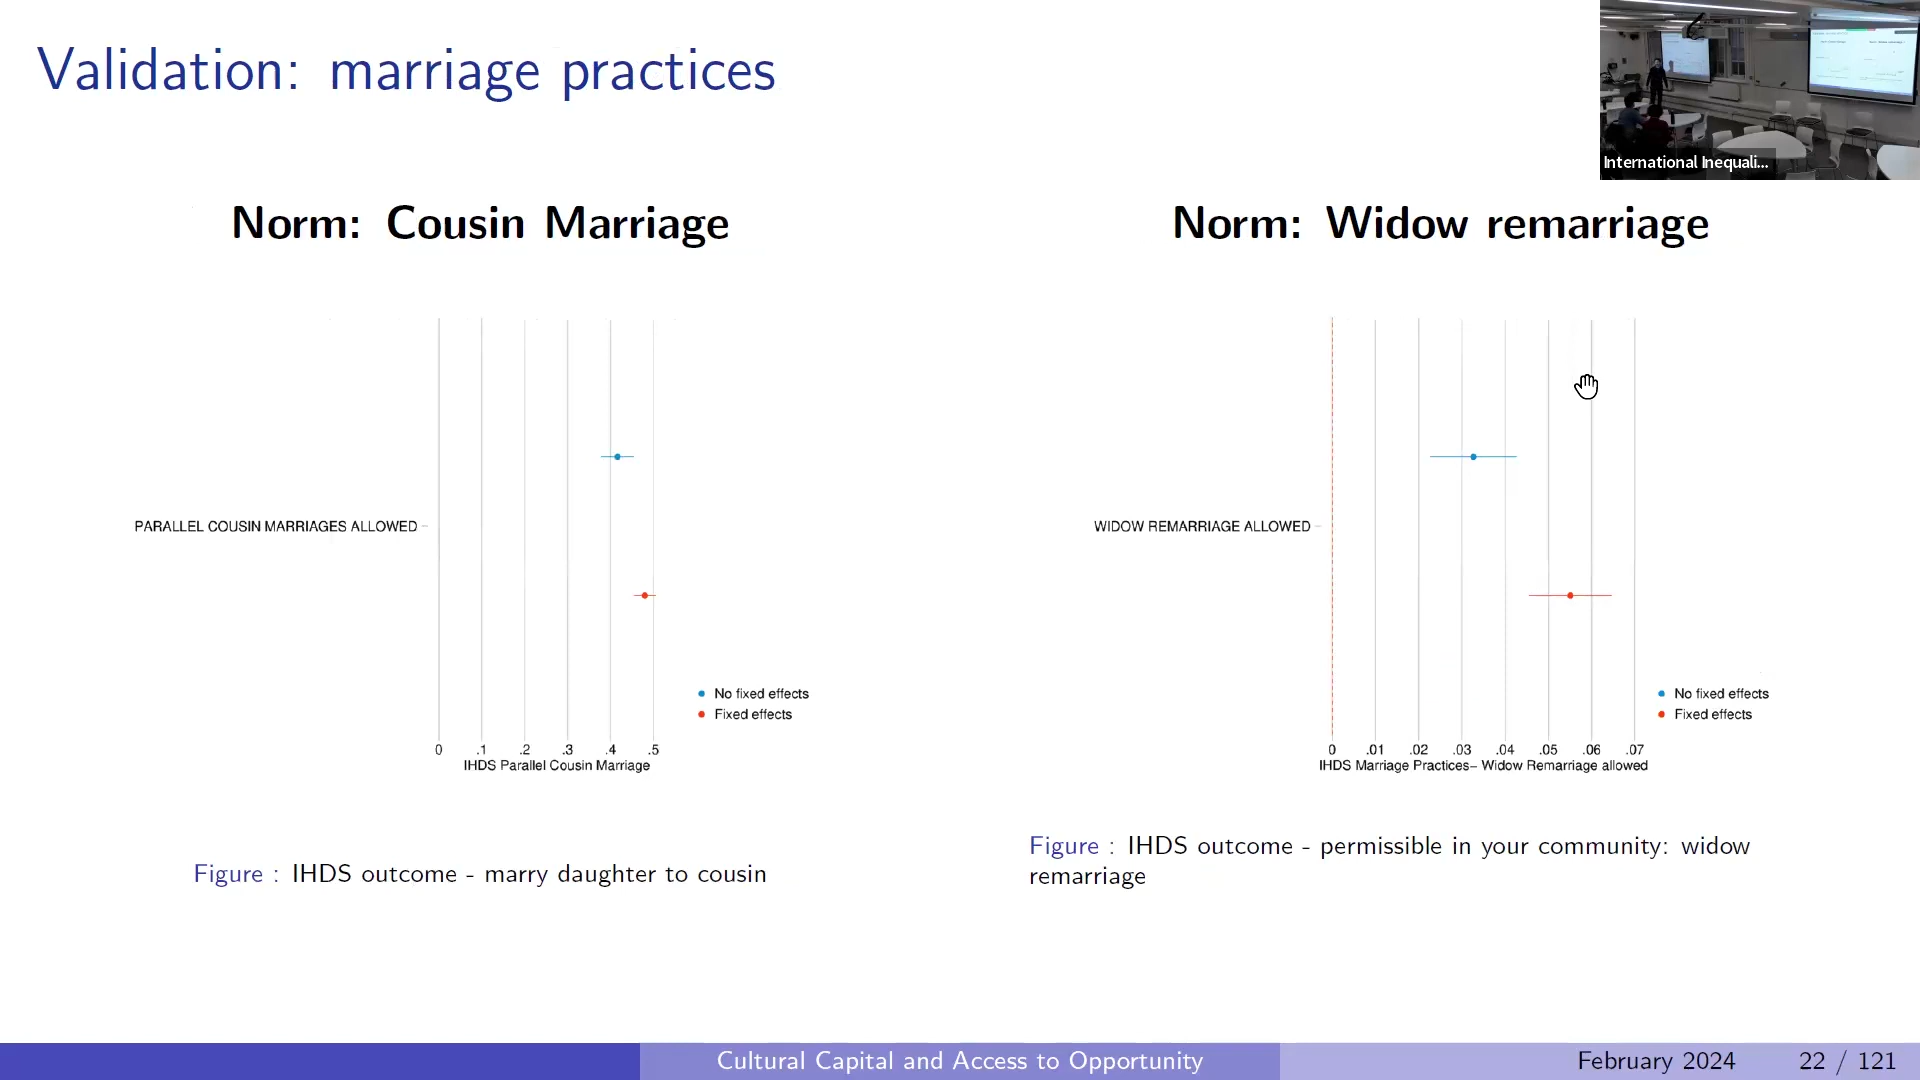 Validation: marriage practices
International Inequali...
Norm: Cousin Marriage
PARALLEL COUSIN MARRIAGES ALLOWED
No fixed effects
Fixed effects
0 .1 .2 .3 .4 .5
IHDS Parallel Cousin Marriage
Figure : IHDS outcome - marry daughter to cousin
Norm: Widow remarriage
WIDOW REMARRIAGE ALLOWED
No fixed effects
Fixed effects
0 .01 .02 .03 .04 .05 .06 .07
IHDS Marriage Practices– Widow Remarriage allowed
Figure : IHDS outcome - permissible in your community: widow
remarriage
Cultural Capital and Access to Opportunity
February 2024 22 / 121